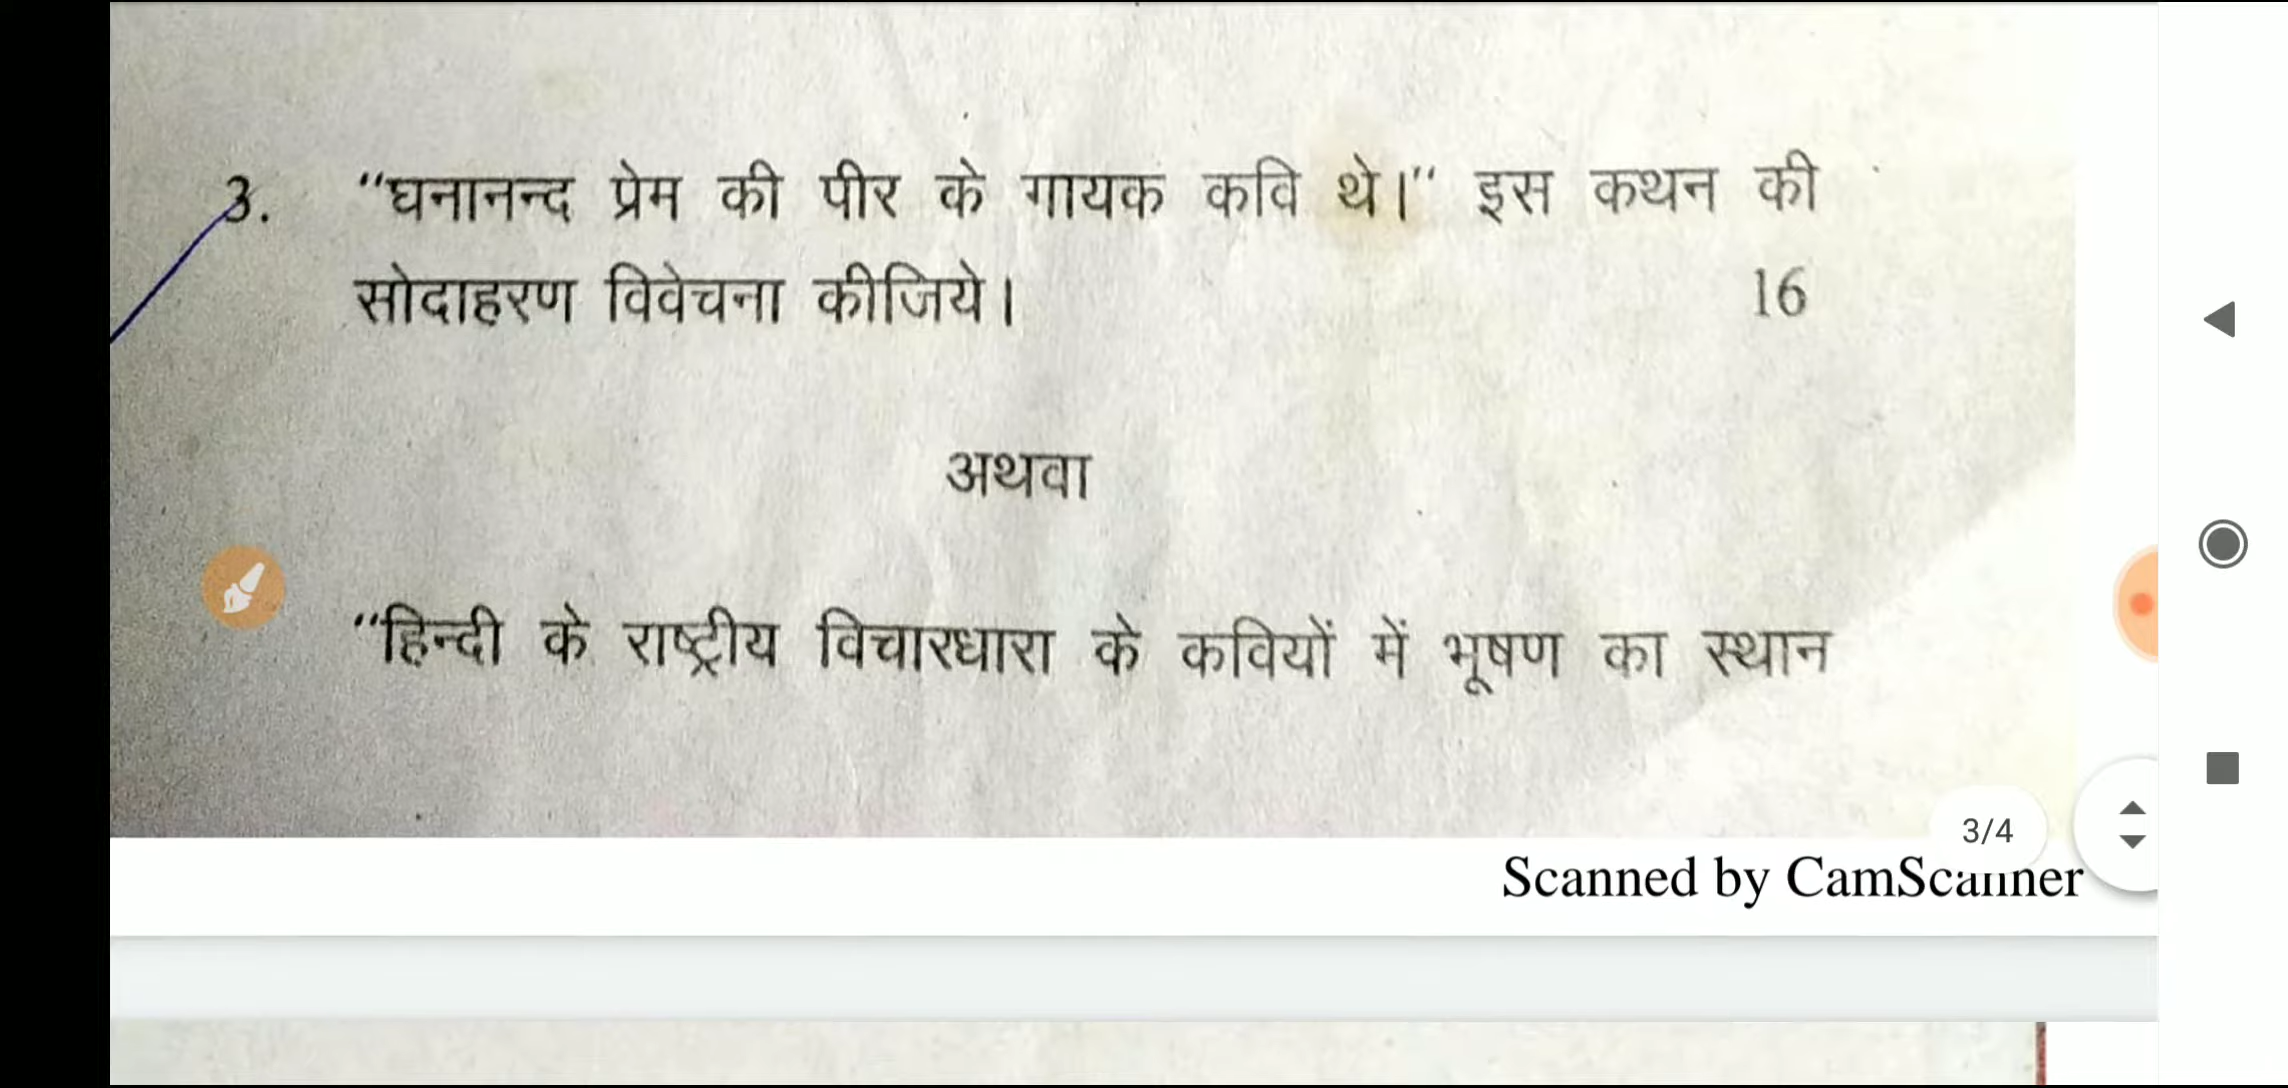 3. “घनानन्द प्रेम की पीर के गायक कवि थे।” इस कथन की
सोदाहरण विवेचना कीजिये। 16
अथवा
“हिन्दी के राष्ट्रीय विचारधारा के कवियों में भूषण का स्थान
3/4
Scanned by CamScanner